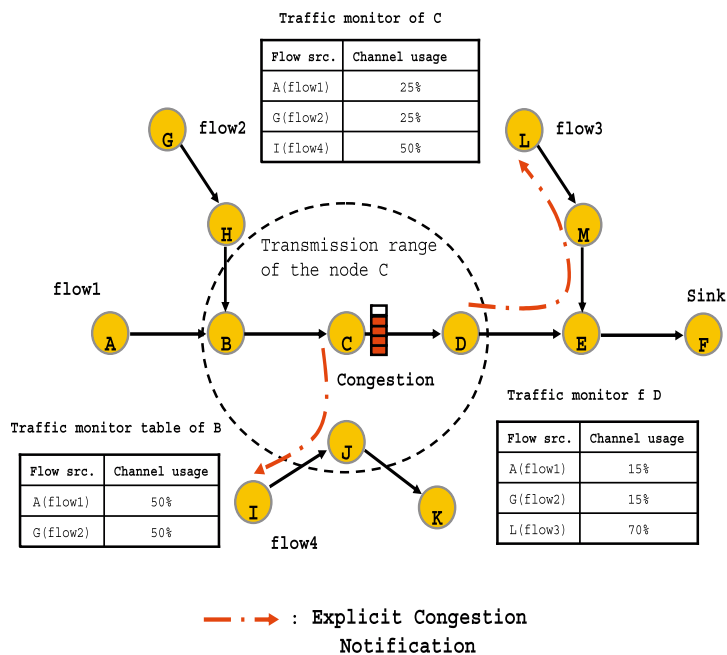 Traffic monitor of C
Flow src. Channel usage
A(flow1) 25%
G(flow2) 25%
I(flow4) 50%
G flow2
L flow3
H
M
Transmission range
of the node C
flow1
Sink
A B C D E F
Congestion
Traffic monitor f D
Flow src. Channel usage
A(flow1) 15%
G(flow2) 15%
L(flow3) 70%
Traffic monitor table of B
Flow src. Channel usage
A(flow1) 50%
G(flow2) 50%
J
I
K
flow4
: Explicit Congestion
Notification